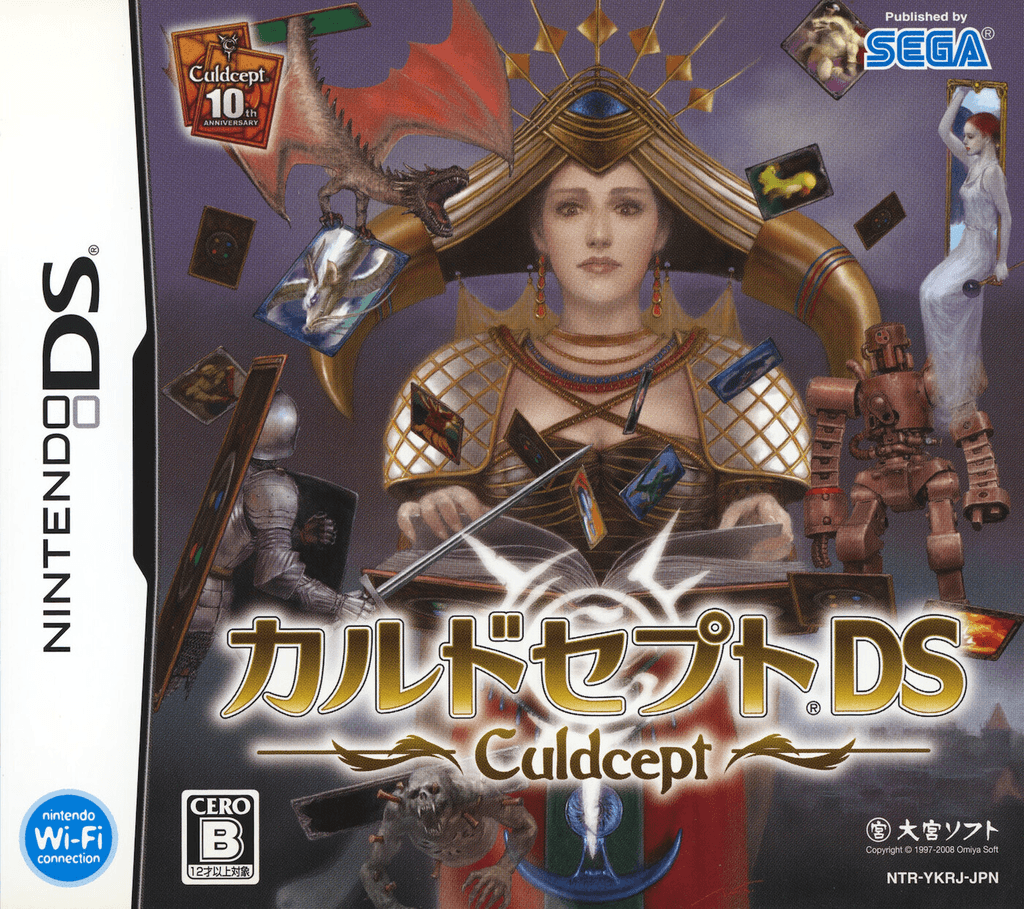 Culdcept
10th
ANNIVERSARY
Published by
SEGA®
NINTENDO DS®
カルドセプト®DS
Culdcept
nintendo
Wi-Fi
connection
CERO
B
12才以上対象
宮 大宮ソフト
Copyright © 1997-2008 Omiya Soft
NTR-YKRJ-JPN